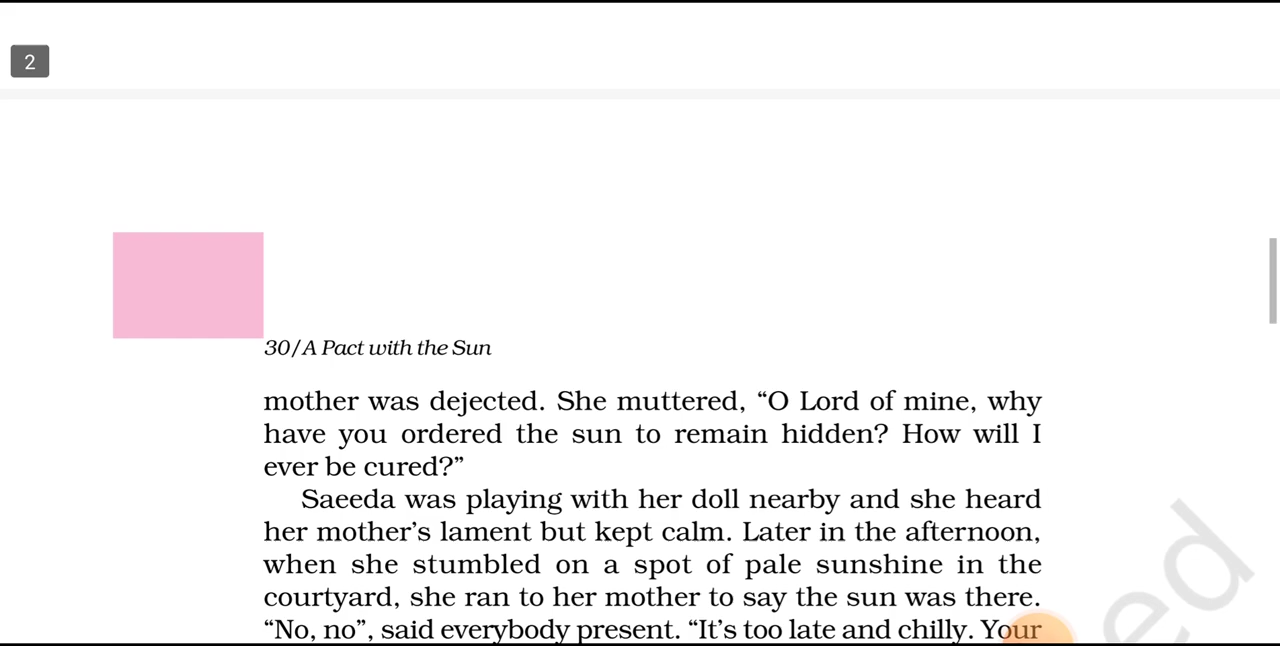 2
30/A Pact with the Sun
mother was dejected. She muttered, “O Lord of mine, why
have you ordered the sun to remain hidden? How will I
ever be cured?”
Saeeda was playing with her doll nearby and she heard
her mother’s lament but kept calm. Later in the afternoon,
when she stumbled on a spot of pale sunshine in the
courtyard, she ran to her mother to say the sun was there.
“No, no”, said everybody present. “It’s too late and chilly. Your
ed